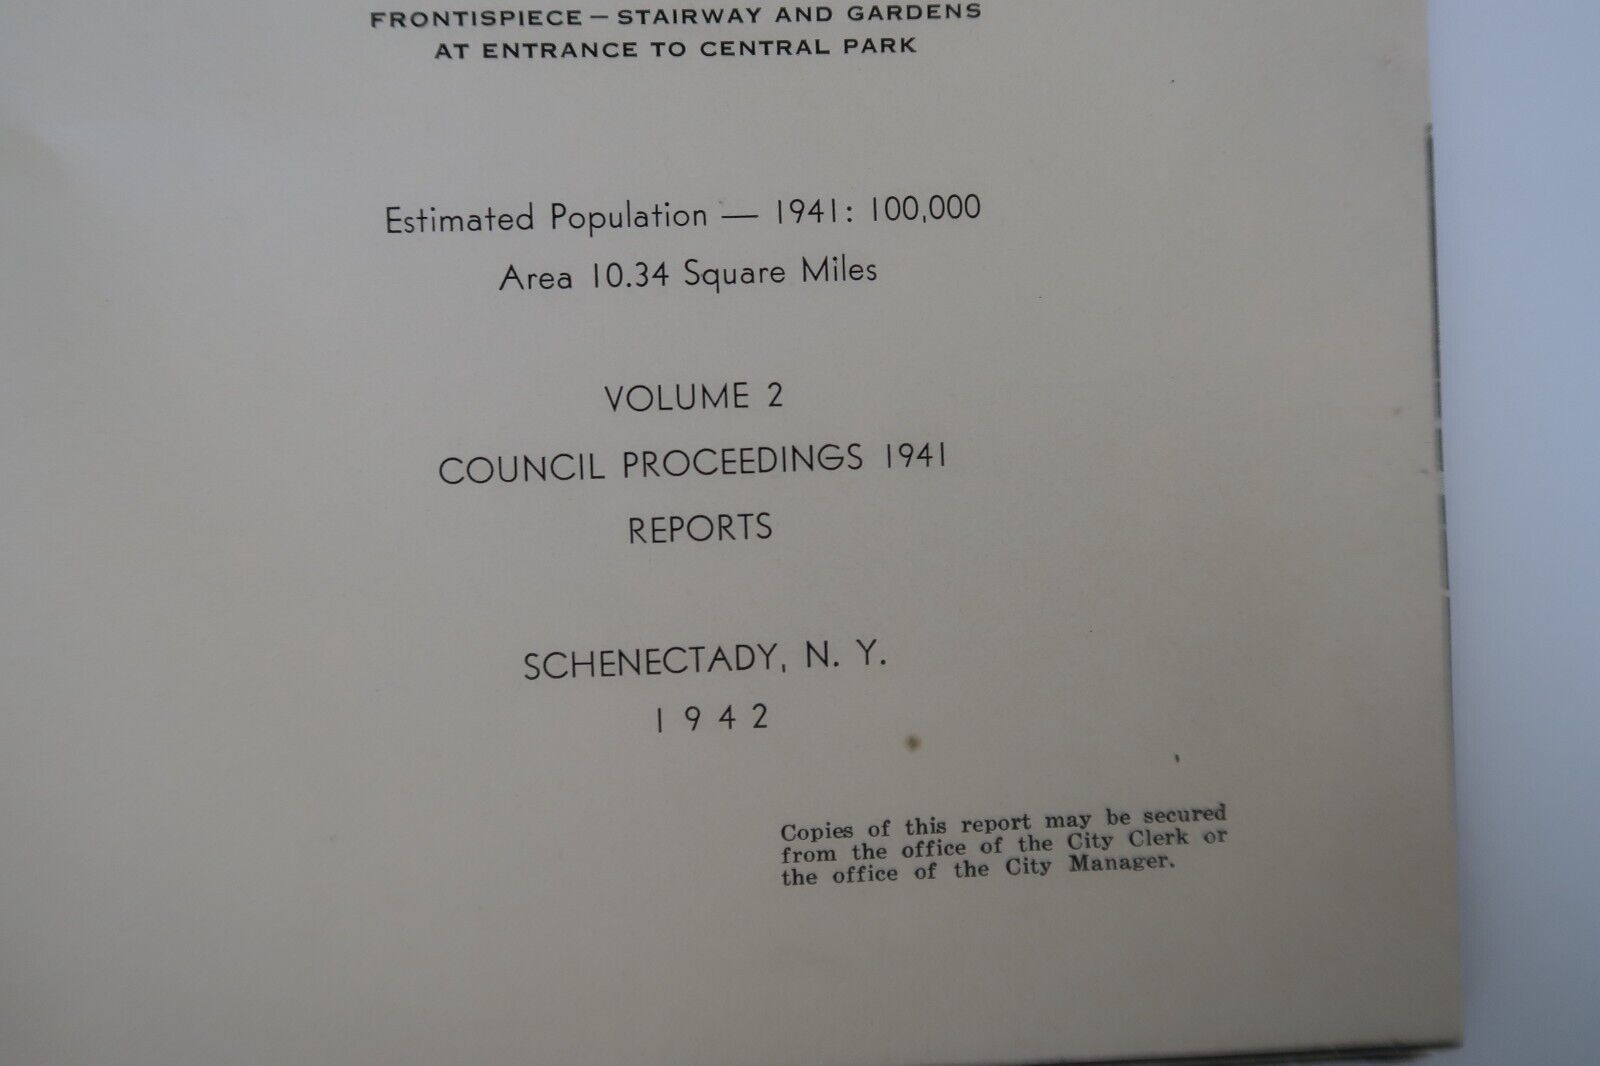 FRONTISPIECE — STAIRWAY AND GARDENS
AT ENTRANCE TO CENTRAL PARK
Estimated Population — 1941: 100,000
Area 10.34 Square Miles
VOLUME 2
COUNCIL PROCEEDINGS 1941
REPORTS
SCHENECTADY, N. Y.
1 9 4 2
Copies of this report may be secured
from the office of the City Clerk or
the office of the City Manager.